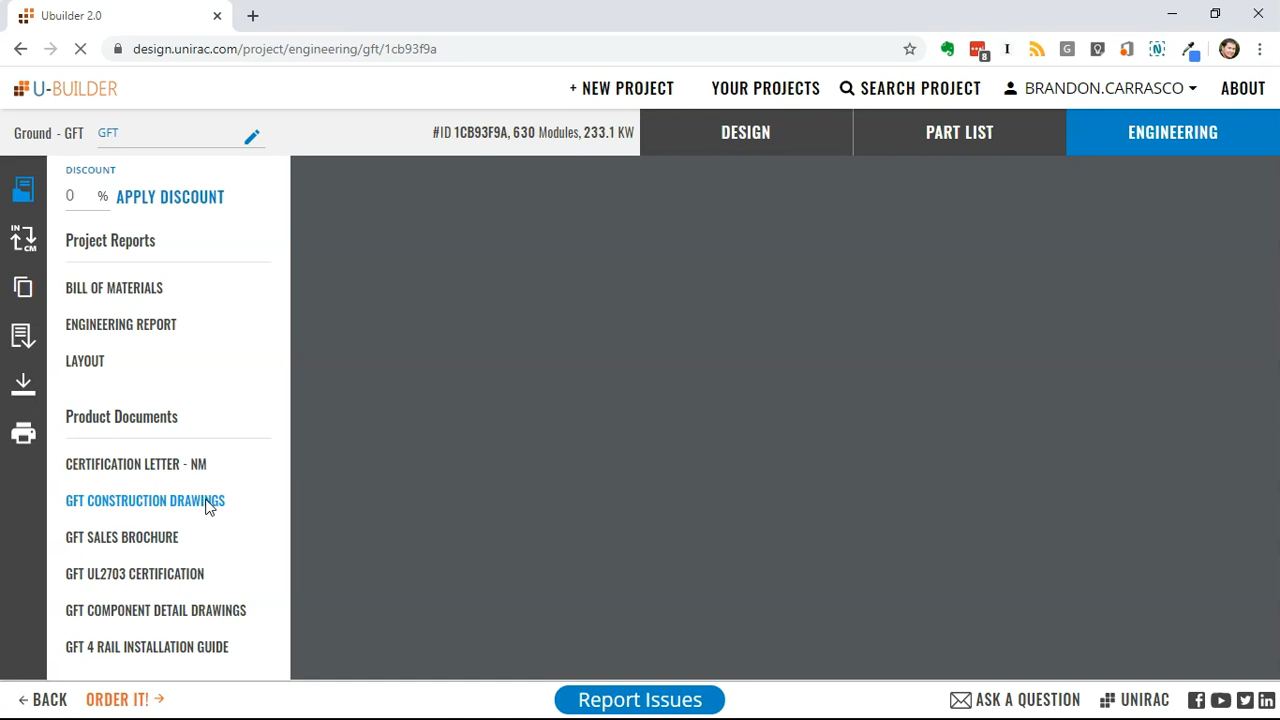 Ubuilder 2.0
design.unirac.com/project/engineering/gft/1cb93f9a
8
G
N
U-BUILDER
+ NEW PROJECT
YOUR PROJECTS
SEARCH PROJECT
BRANDON.CARRASCO
ABOUT
Ground - GFT
GFT
#ID 1CB93F9A, 630 Modules, 233.1 KW
DESIGN
PART LIST
ENGINEERING
DISCOUNT
0 % APPLY DISCOUNT
IN
CM
Project Reports
BILL OF MATERIALS
ENGINEERING REPORT
LAYOUT
Product Documents
CERTIFICATION LETTER - NM
GFT CONSTRUCTION DRAWINGS
GFT SALES BROCHURE
GFT UL2703 CERTIFICATION
GFT COMPONENT DETAIL DRAWINGS
GFT 4 RAIL INSTALLATION GUIDE
← BACK
ORDER IT! →
Report Issues
ASK A QUESTION
UNIRAC